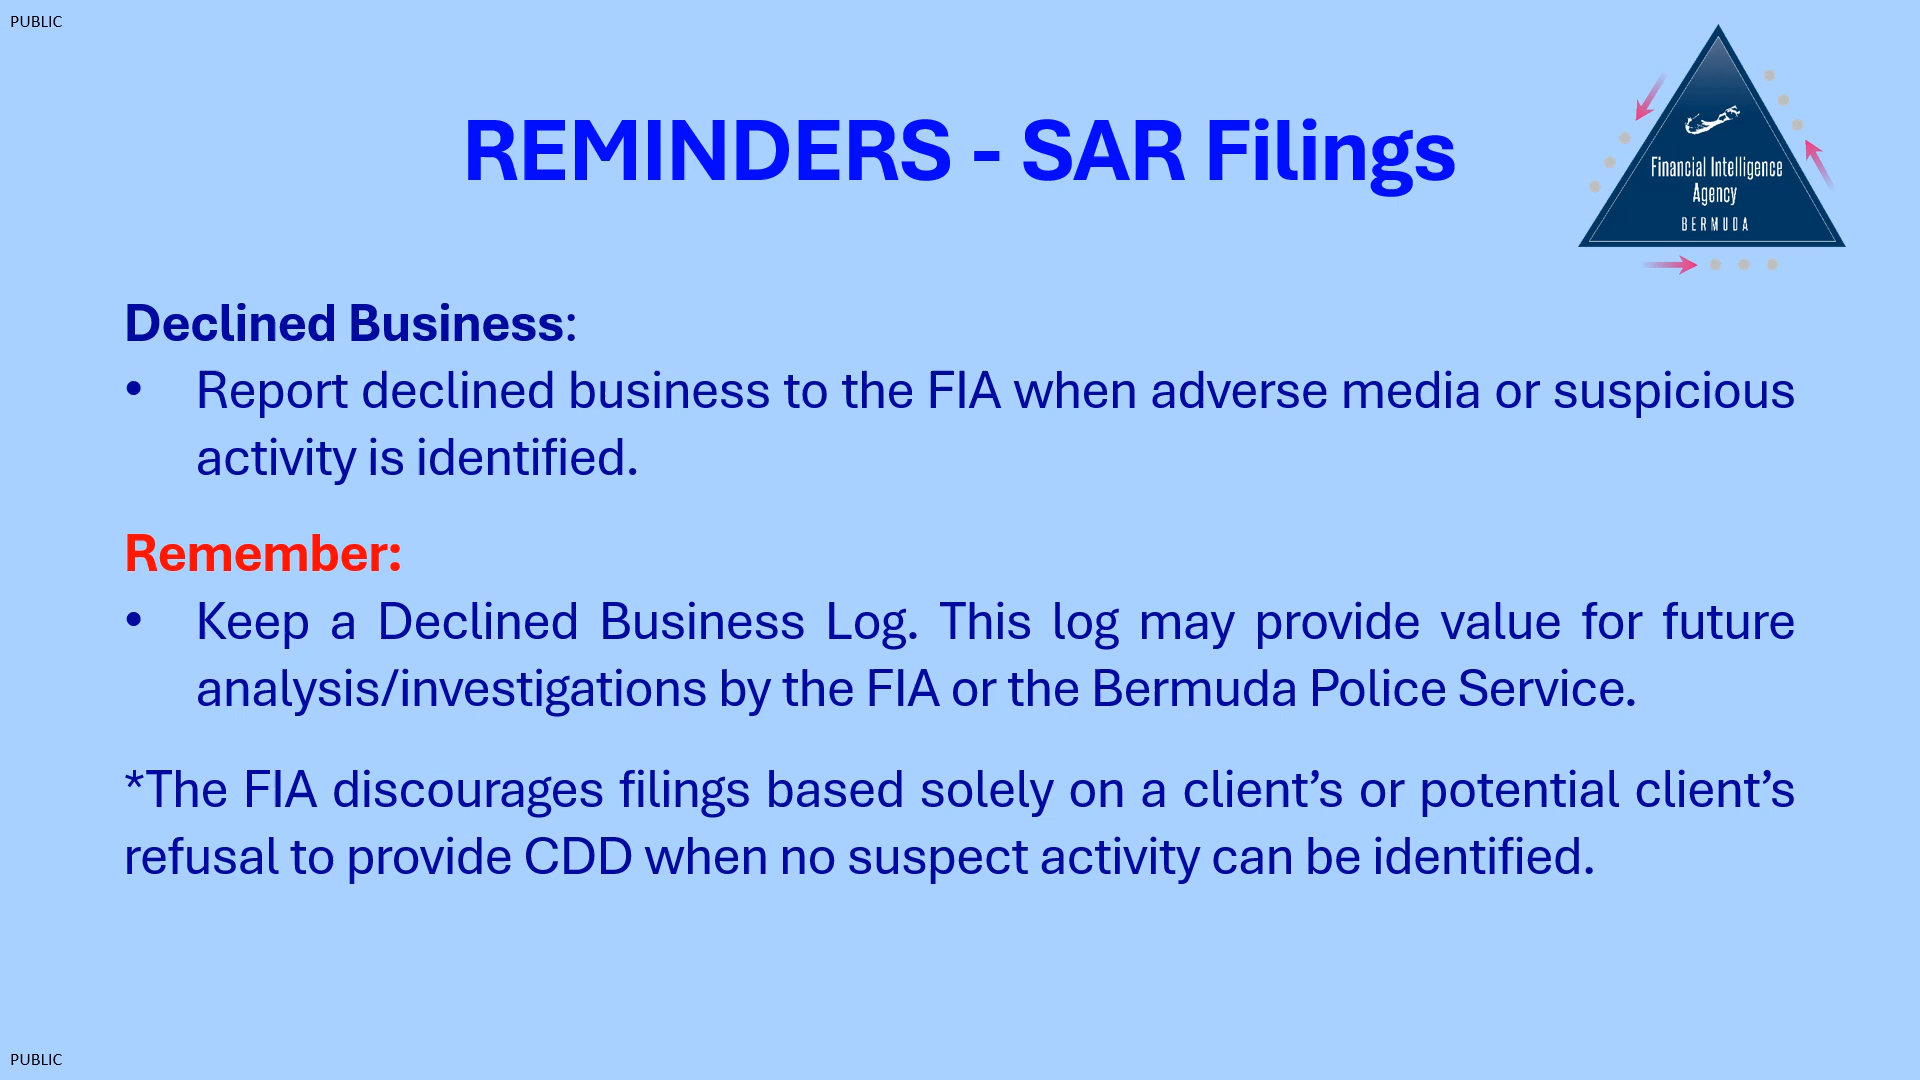 PUBLIC
REMINDERS - SAR Filings
Financial Intelligence
Agency
BERMUDA
Declined Business:
• Report declined business to the FIA when adverse media or suspicious
activity is identified.
Remember:
• Keep a Declined Business Log. This log may provide value for future
analysis/investigations by the FIA or the Bermuda Police Service.
*The FIA discourages filings based solely on a client’s or potential client’s
refusal to provide CDD when no suspect activity can be identified.
PUBLIC